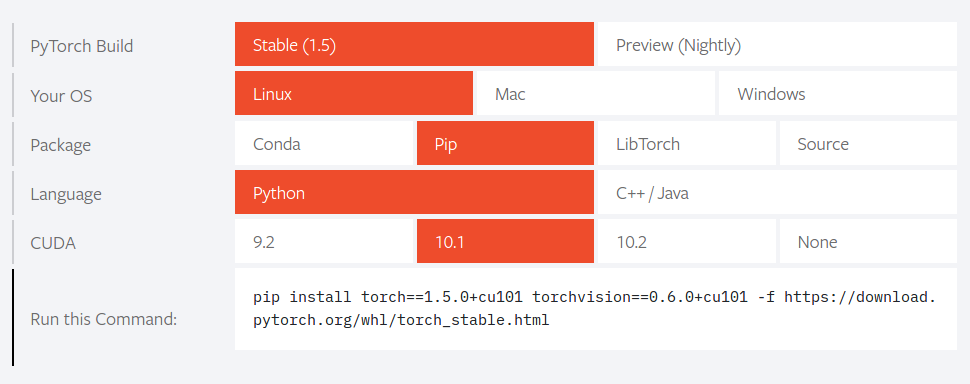 PyTorch Build
Stable (1.5)
Preview (Nightly)
Your OS
Linux
Mac
Windows
Package
Conda
Pip
LibTorch
Source
Language
Python
C++ / Java
CUDA
9.2
10.1
10.2
None
Run this Command:
pip install torch==1.5.0+cu101 torchvision==0.6.0+cu101 -f https://download.
pytorch.org/whl/torch_stable.html